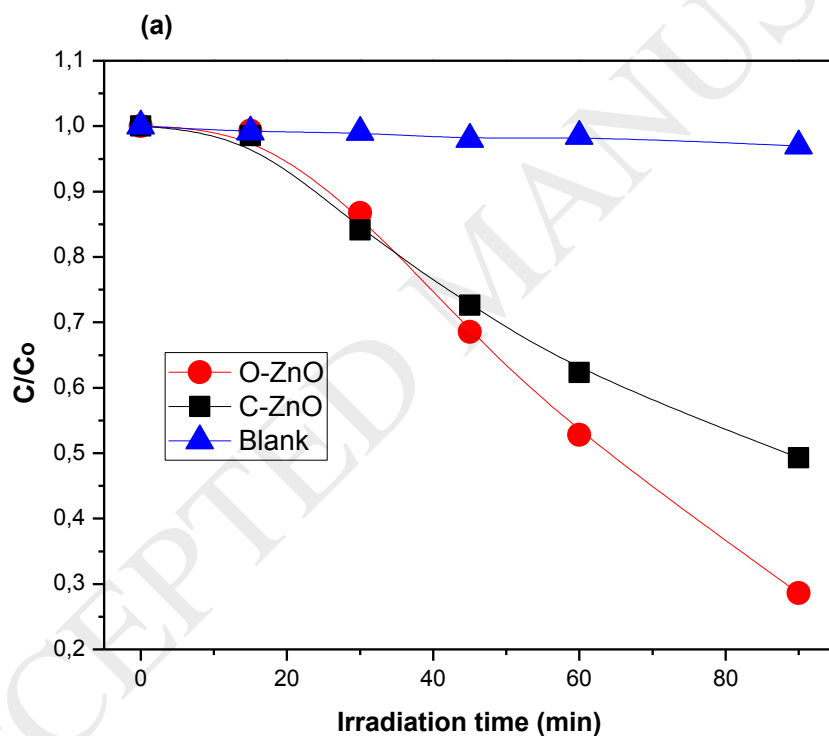 (a)
1,1
1,0
0,9
0,8
0,7
0,6
0,5
0,4
0,3
0,2
C/Co
O-ZnO
C-ZnO
Blank
0
20
40
60
80
Irradiation time (min)
CEPTED MANUS